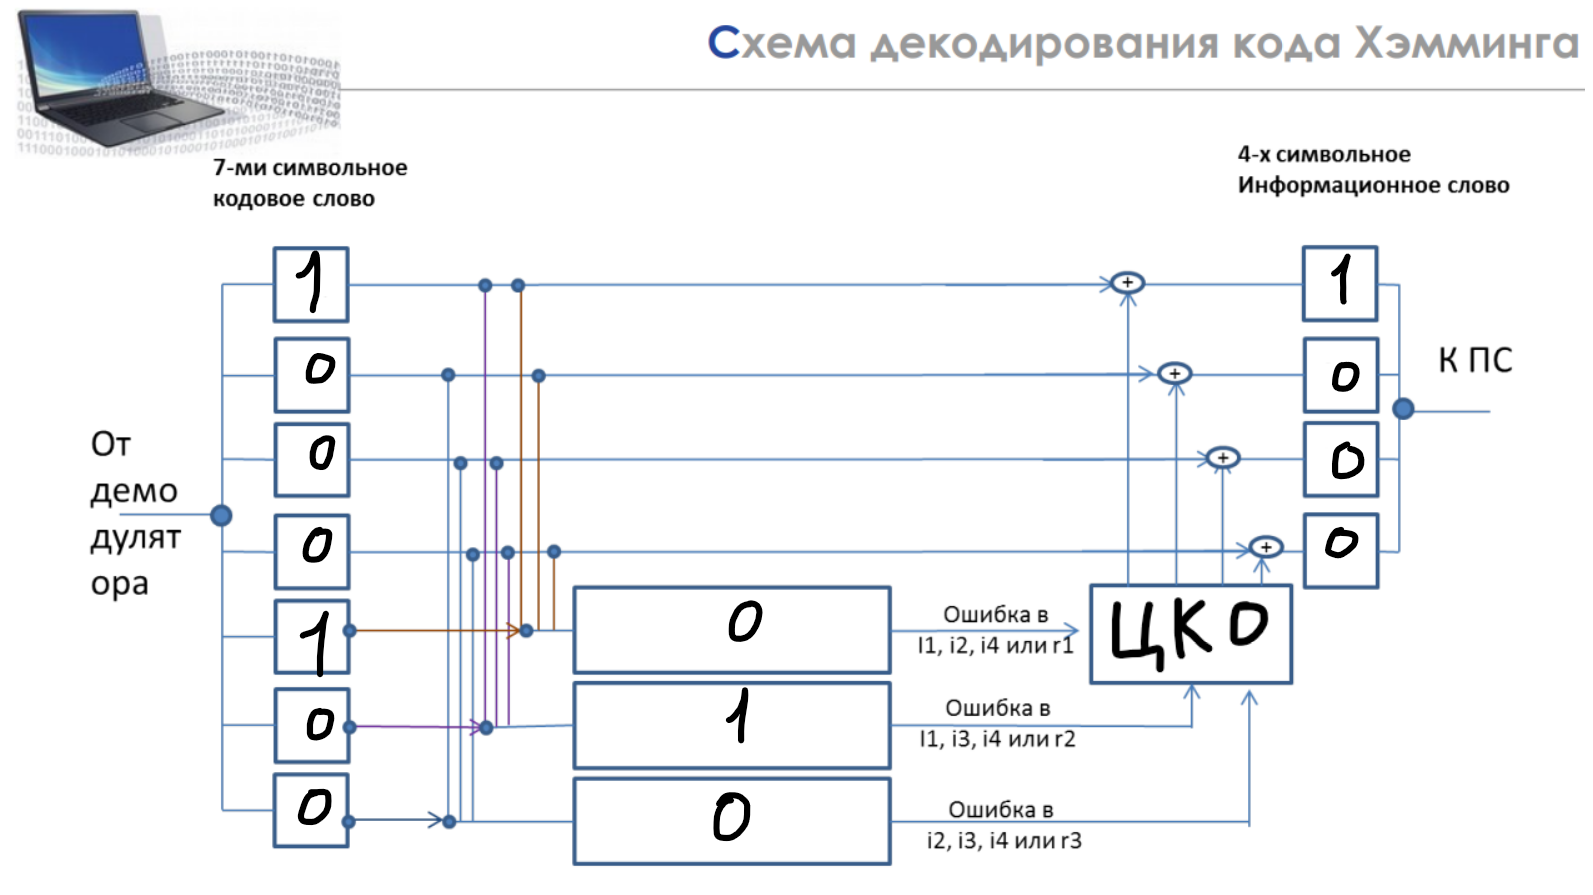 Схема декодирования кода Хэмминга
7-ми символьное
кодовое слово
4-х символьное
Информационное слово
1
0
0
0
1
0
0
От
демо
дулят
ора
0
1
0
Ошибка в
I1, i2, i4 или r1
Ошибка в
I1, i3, i4 или r2
Ошибка в
i2, i3, i4 или r3
ЦКО
+
+
+
+
1
0
0
0
К ПС